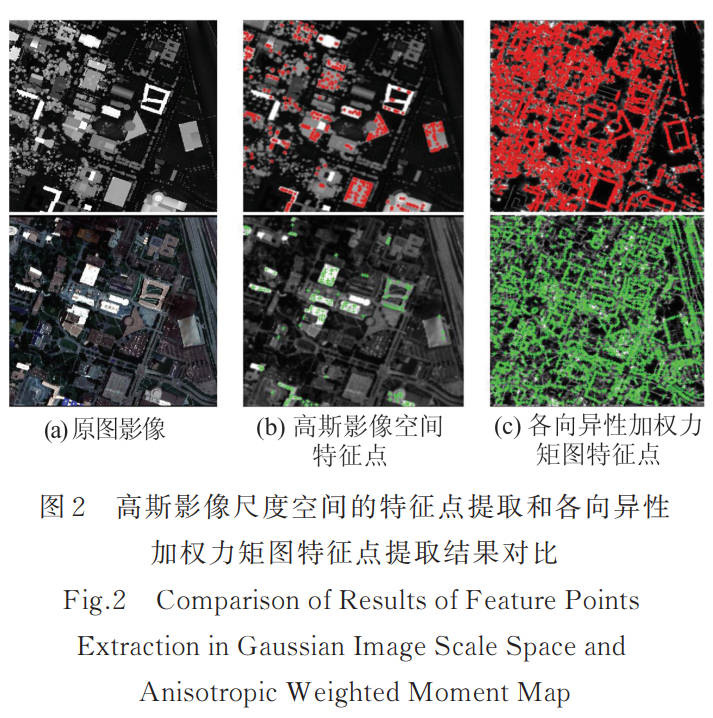 (a) 原图影像
(b) 高斯影像空间
特征点
(c) 各向异性加权力
矩图特征点
图 2 高斯影像尺度空间的特征点提取和各向异性
加权力矩图特征点提取结果对比
Fig.2 Comparison of Results of Feature Points
Extraction in Gaussian Image Scale Space and
Anisotropic Weighted Moment Map